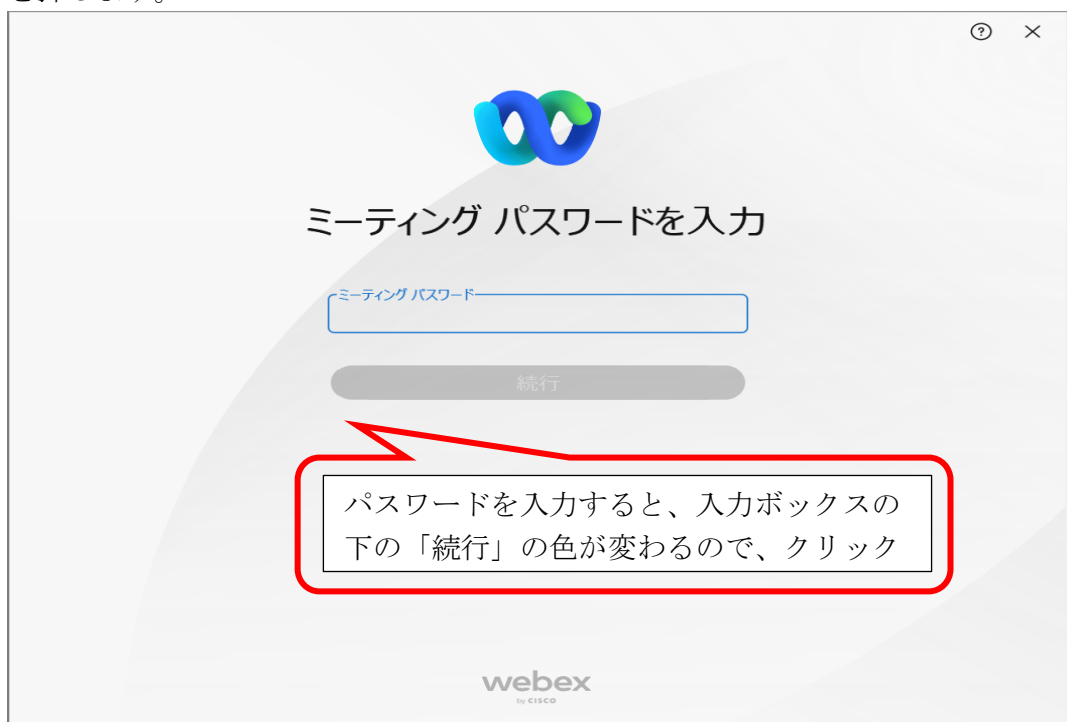 ミーティング パスワードを入力
ミーティング パスワード
続行
パスワードを入力すると、入力ボックスの
下の「続行」の色が変わるので、クリック
webex
by CISCO